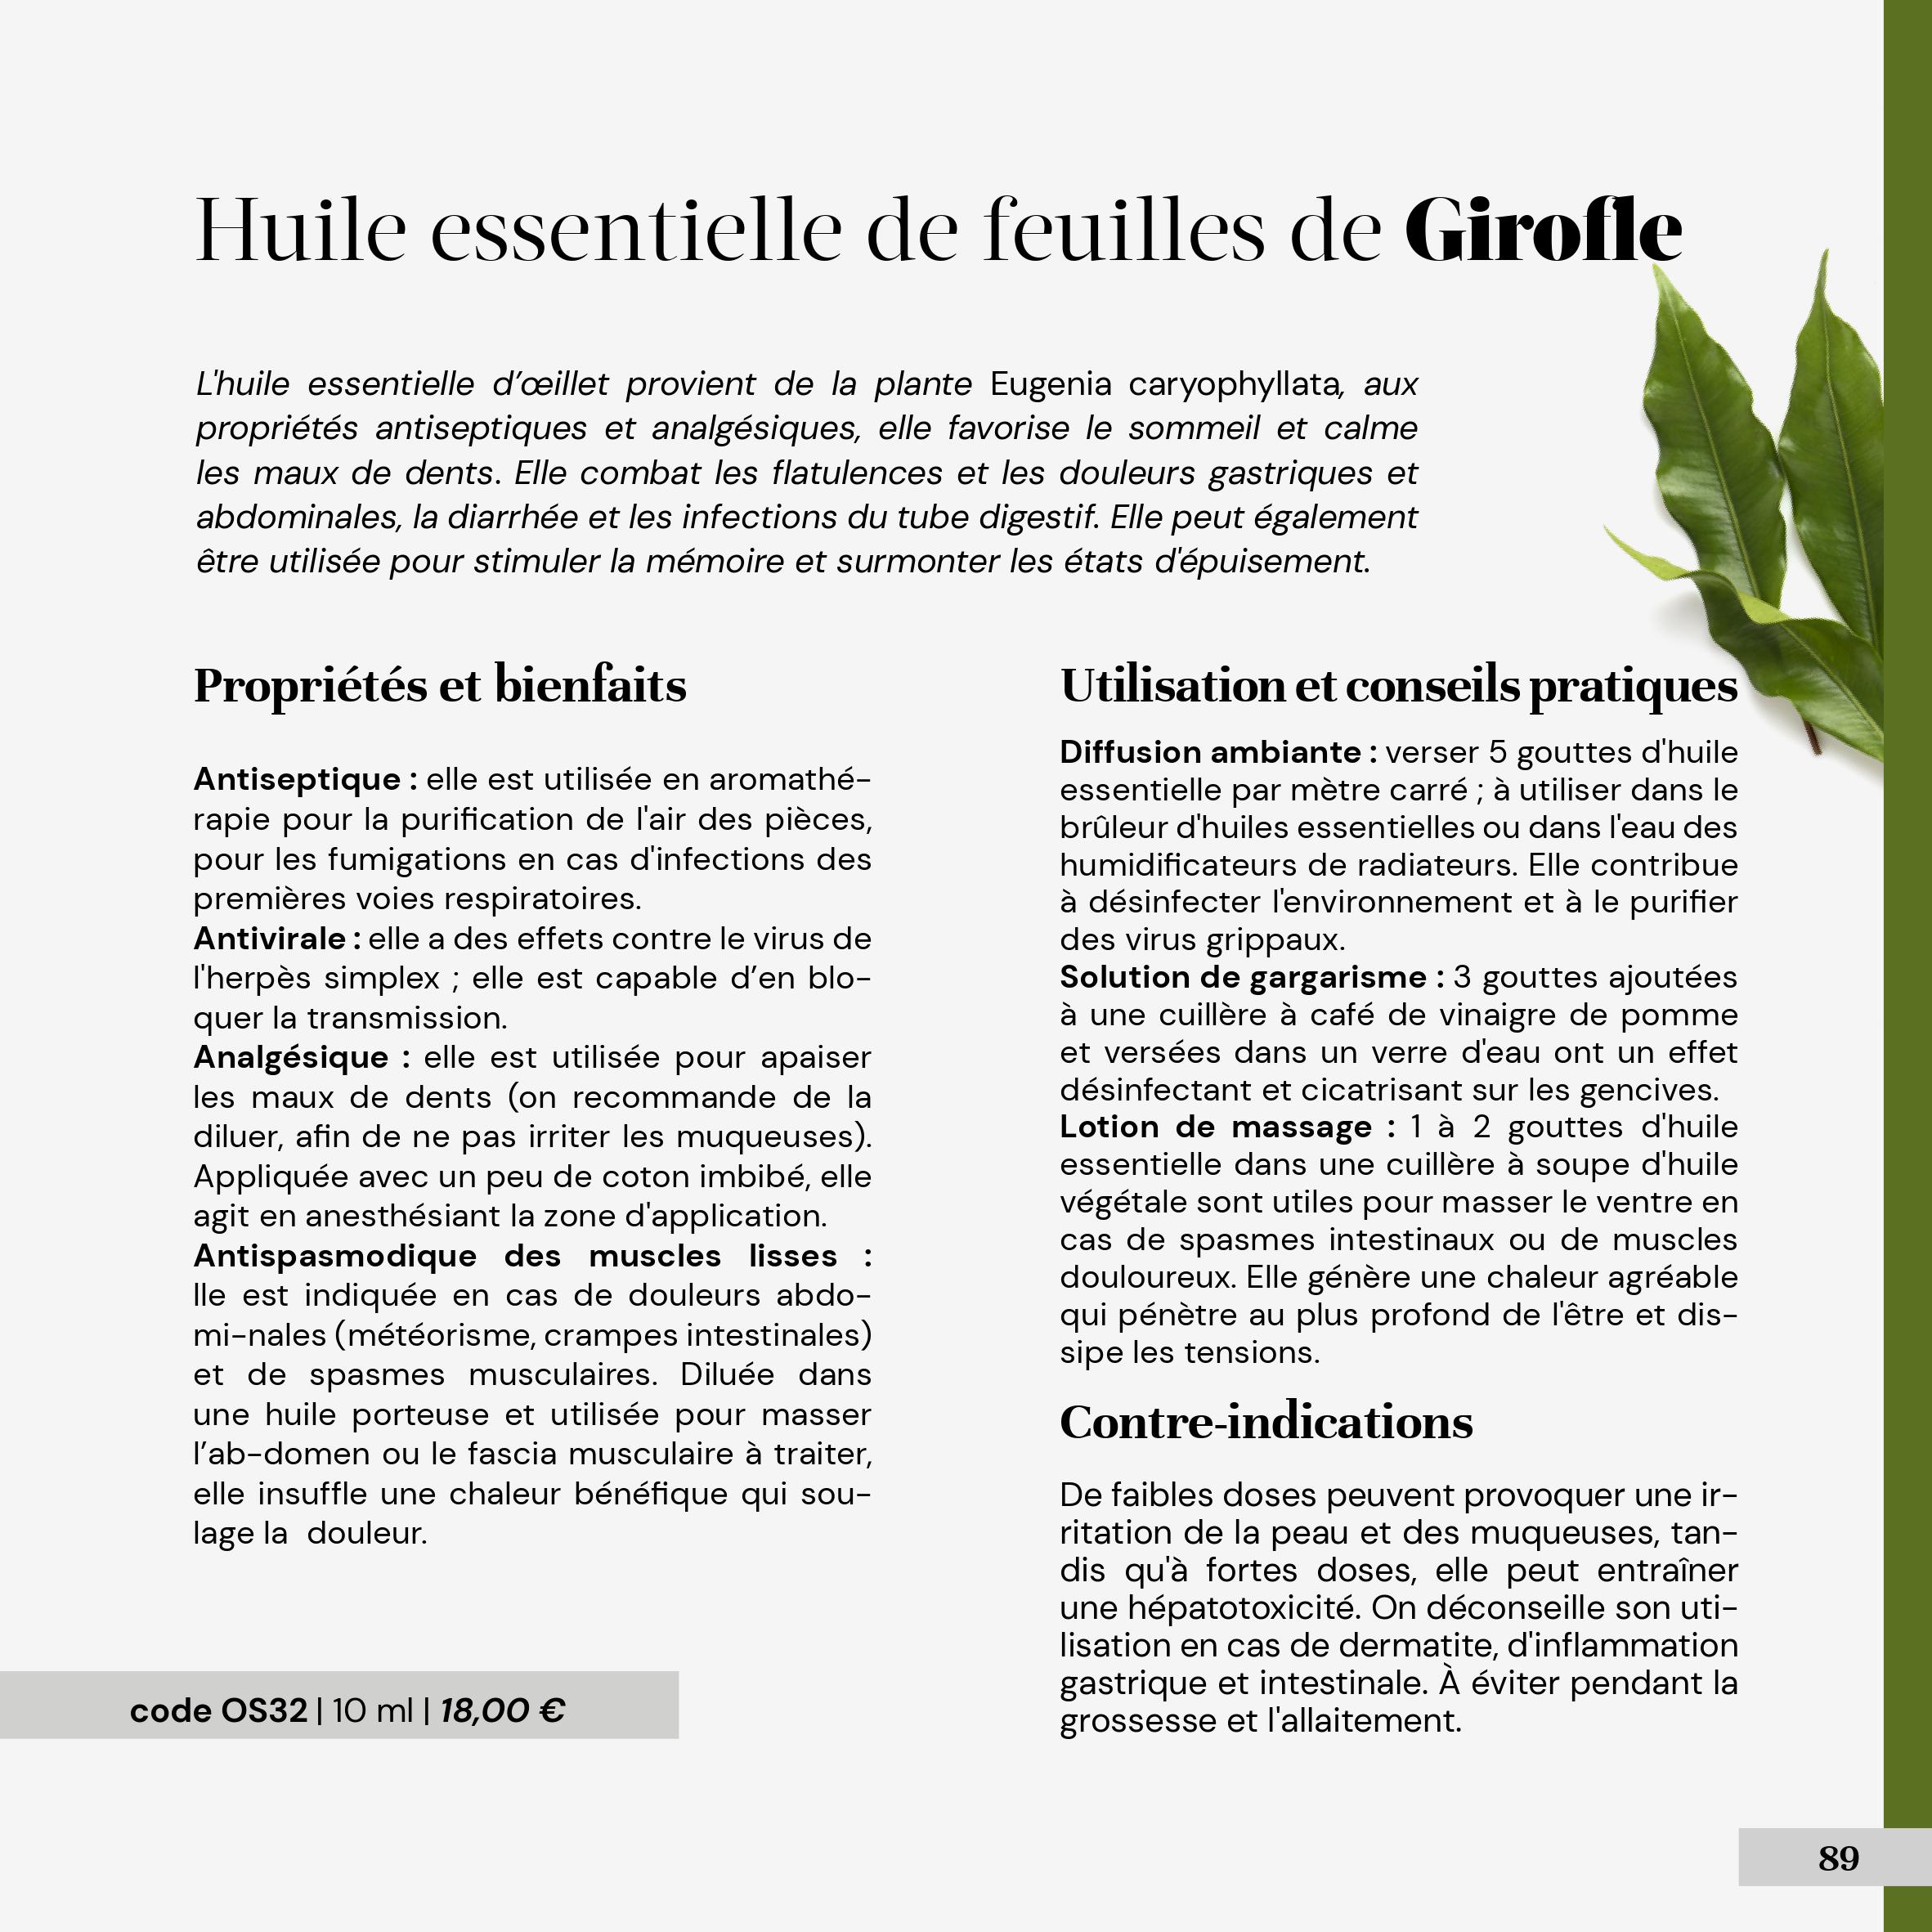 Huile essentielle de feuilles de Girofle
L'huile essentielle d’œillet provient de la plante Eugenia caryophyllata, aux
propriétés antiseptiques et analgésiques, elle favorise le sommeil et calme
les maux de dents. Elle combat les flatulences et les douleurs gastriques et
abdominales, la diarrhée et les infections du tube digestif. Elle peut également
être utilisée pour stimuler la mémoire et surmonter les états d'épuisement.
Propriétés et bienfaits
Antiseptique : elle est utilisée en aromathé-
rapie pour la purification de l'air des pièces,
pour les fumigations en cas d'infections des
premières voies respiratoires.
Antivirale : elle a des effets contre le virus de
l'herpès simplex ; elle est capable d’en blo-
quer la transmission.
Analgésique : elle est utilisée pour apaiser
les maux de dents (on recommande de la
diluer, afin de ne pas irriter les muqueuses).
Appliquée avec un peu de coton imbibé, elle
agit en anesthésiant la zone d'application.
Antispasmodique des muscles lisses :
lle est indiquée en cas de douleurs abdo-
mi-nales (météorisme, crampes intestinales)
et de spasmes musculaires. Diluée dans
une huile porteuse et utilisée pour masser
l’ab-domen ou le fascia musculaire à traiter,
elle insuffle une chaleur bénéfique qui sou-
lage la douleur.
code OS32 | 10 ml | 18,00 €
Utilisation et conseils pratiques
Diffusion ambiante : verser 5 gouttes d'huile
essentielle par mètre carré ; à utiliser dans le
brûleur d'huiles essentielles ou dans l'eau des
humidificateurs de radiateurs. Elle contribue
à désinfecter l'environnement et à le purifier
des virus grippaux.
Solution de gargarisme : 3 gouttes ajoutées
à une cuillère à café de vinaigre de pomme
et versées dans un verre d'eau ont un effet
désinfectant et cicatrisant sur les gencives.
Lotion de massage : 1 à 2 gouttes d'huile
essentielle dans une cuillère à soupe d'huile
végétale sont utiles pour masser le ventre en
cas de spasmes intestinaux ou de muscles
douloureux. Elle génère une chaleur agréable
qui pénètre au plus profond de l'être et dis-
sipe les tensions.
Contre-indications
De faibles doses peuvent provoquer une ir-
ritation de la peau et des muqueuses, tan-
dis qu'à fortes doses, elle peut entraîner
une hépatotoxicité. On déconseille son uti-
lisation en cas de dermatite, d'inflammation
gastrique et intestinale. À éviter pendant la
grossesse et l'allaitement.
89